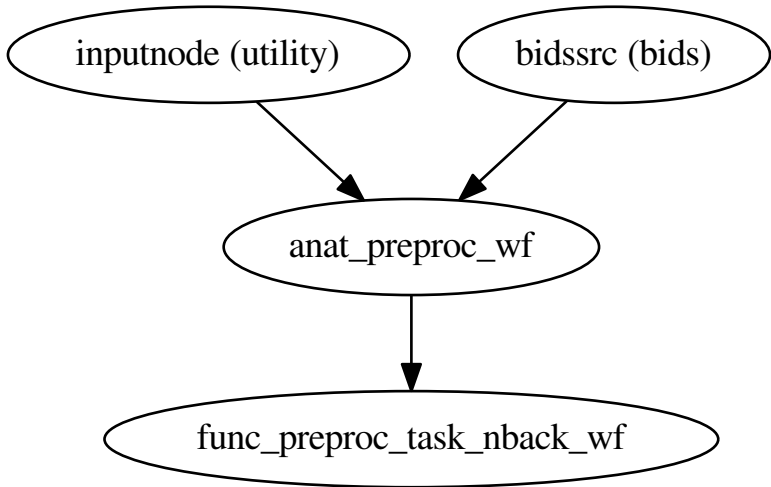 inputnode (utility)
bidssrc (bids)
anat_preproc_wf
func_preproc_task_nback_wf